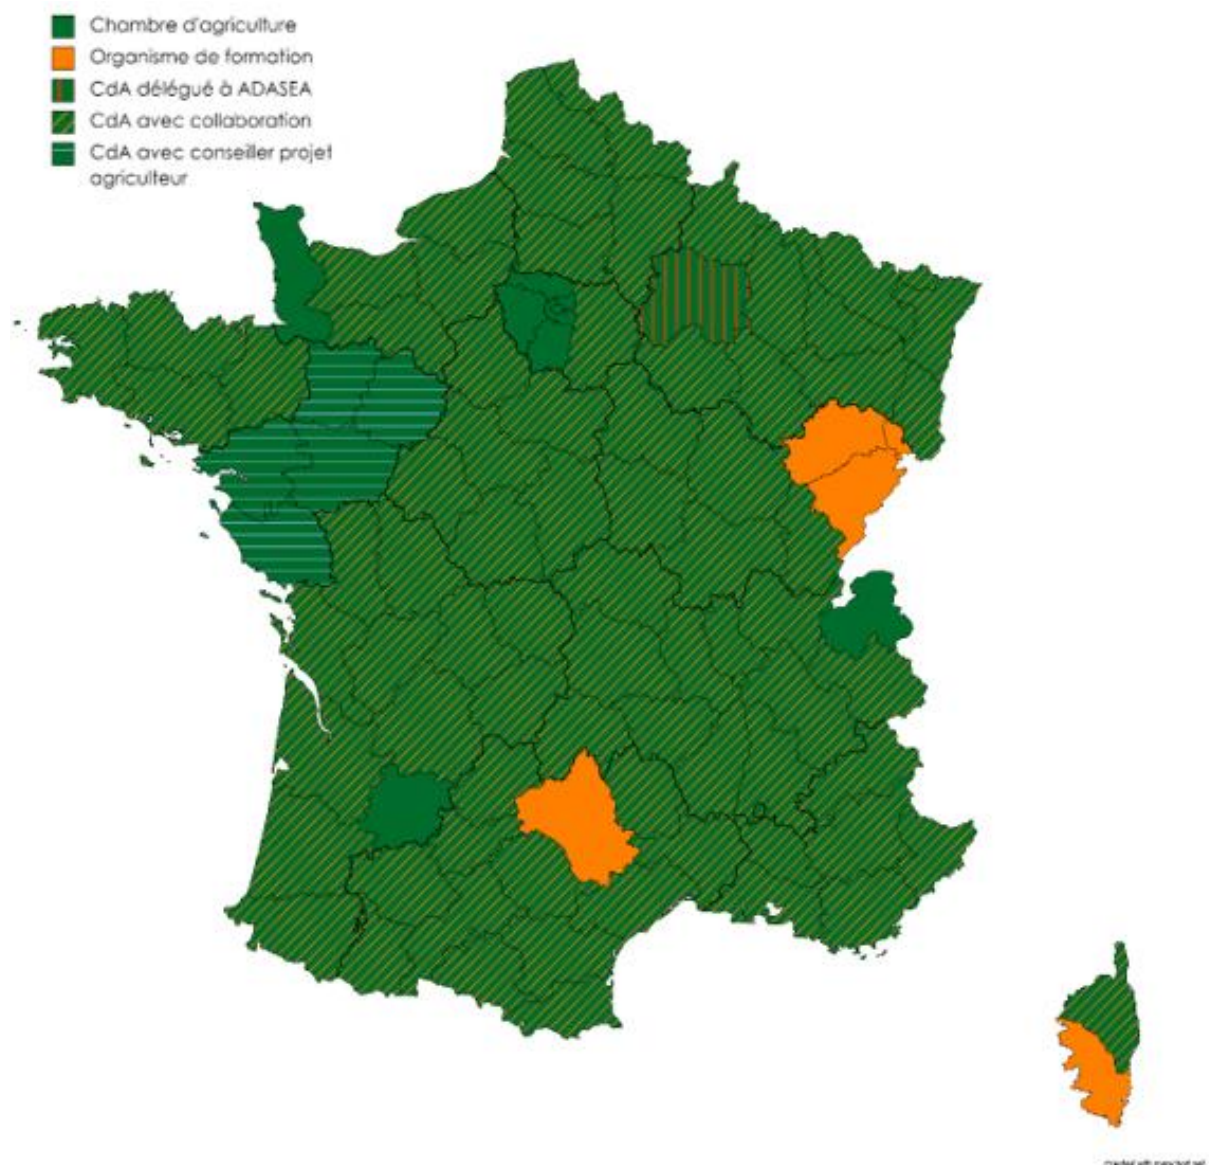 Chambre d'agriculture
Organisme de formation
CdA délégué à ADASEA
CdA avec collaboration
CdA avec conseiller projet
agriculteur